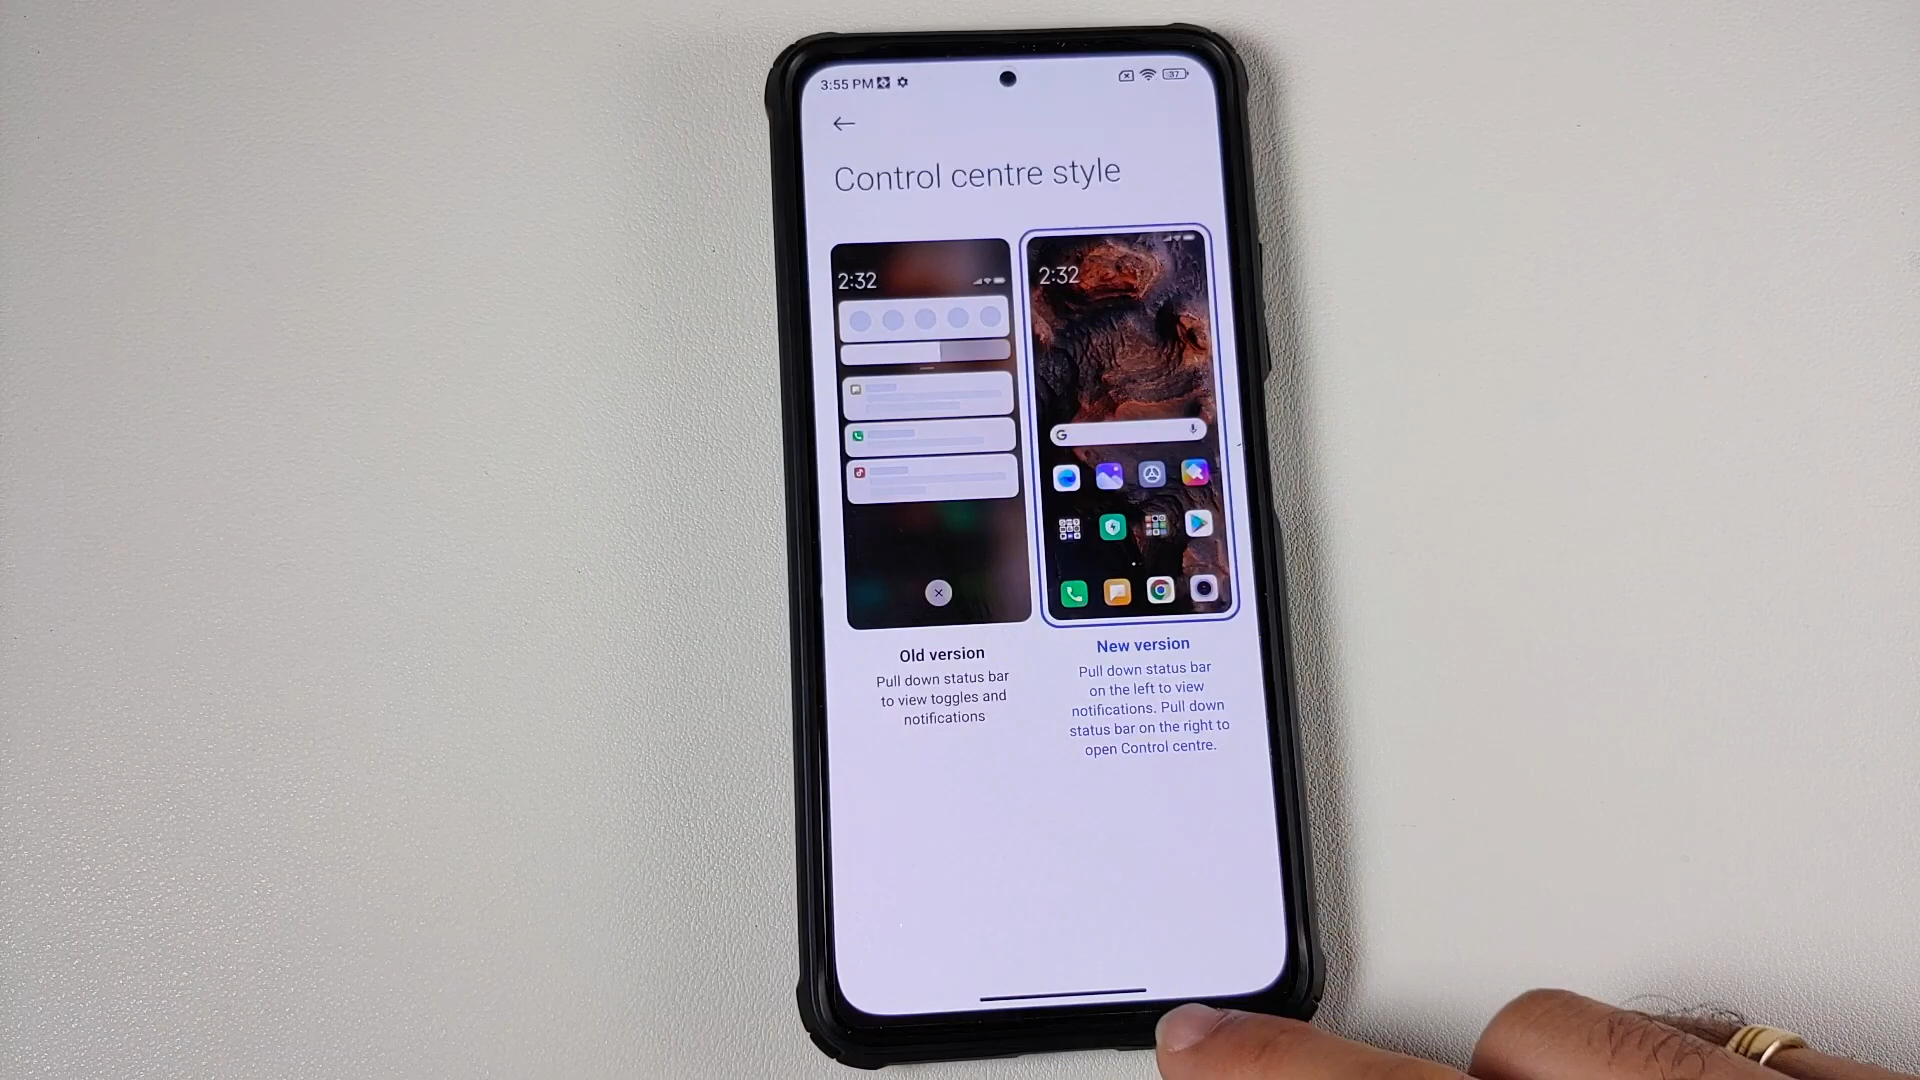 3:55 PM
37
Control centre style
2:32
2:32
G
Old version
Pull down status bar
to view toggles and
notifications
New version
Pull down status bar
on the left to view
notifications. Pull down
status bar on the right to
open Control centre.